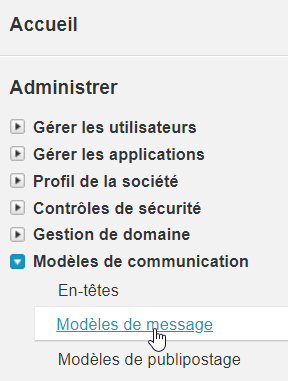 Accueil
Administrer
Gérer les utilisateurs
Gérer les applications
Profil de la société
Contrôles de sécurité
Gestion de domaine
Modèles de communication
En-têtes
Modèles de message
Modèles de publipostage